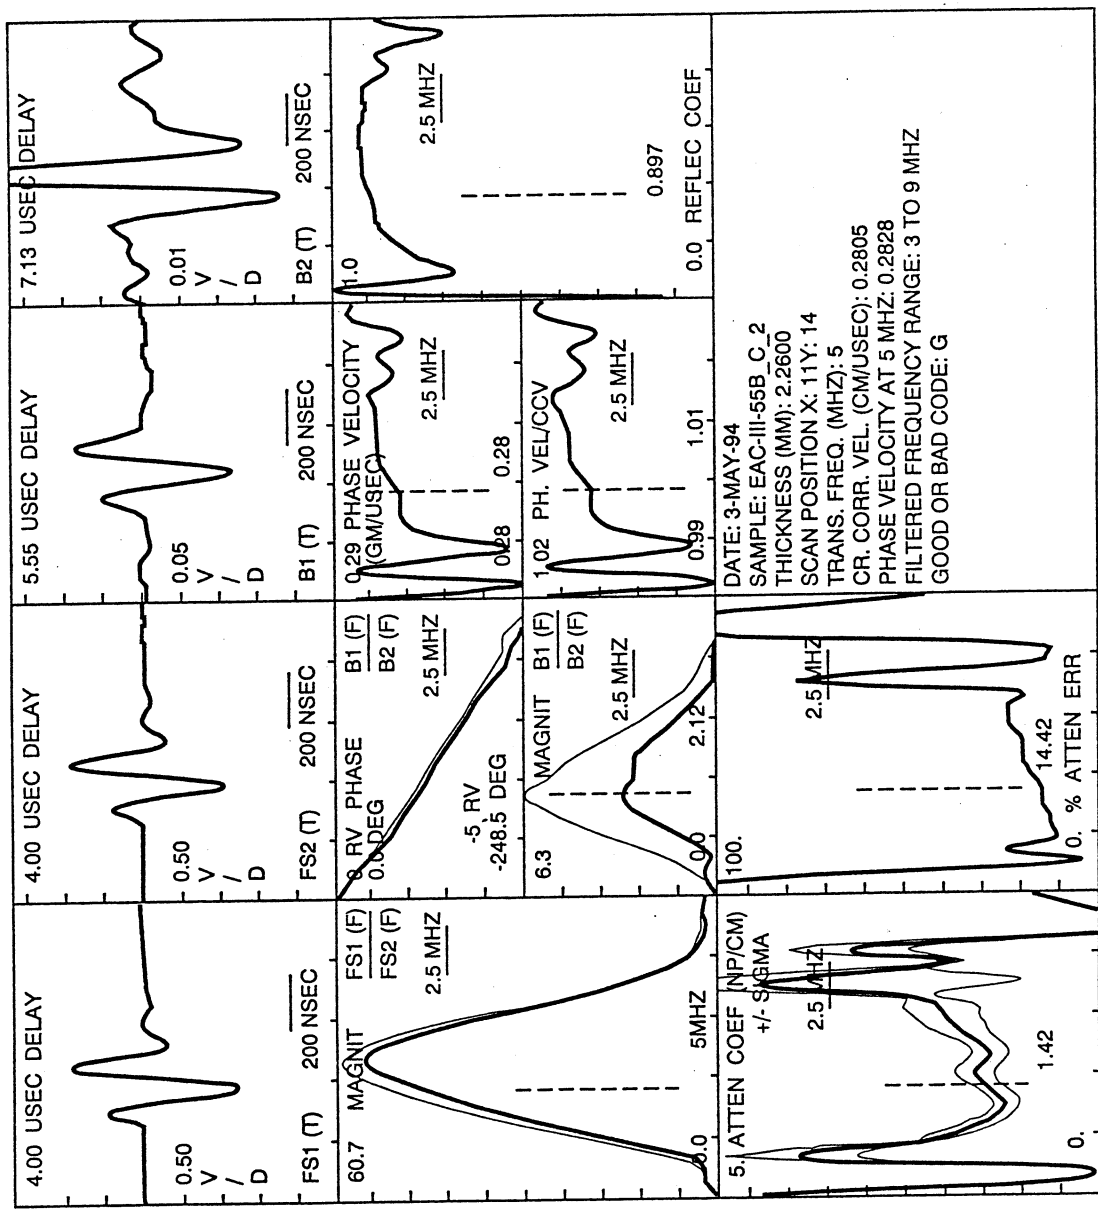 4.00 USEC DELAY
0.50
V
/
D
FS1 (T)
200 NSEC
4.00 USEC DELAY
0.50
V
/
D
FS2 (T)
200 NSEC
5.55 USEC DELAY
0.05
V
/
D
B1 (T)
200 NSEC
7.13 USEC DELAY
0.01
V
/
D
B2 (T)
200 NSEC
60.7 MAGNIT
FS1 (F)
FS2 (F)
2.5 MHZ
0.0
5MHZ
0 RV PHASE
0.0 DEG
B1 (F)
B2 (F)
2.5 MHZ
-5 RV
-248.5 DEG
6.3 MAGNIT
B1 (F)
B2 (F)
2.5 MHZ
0.0
2.12
0.29 PHASE VELOCITY
(GM/USEC)
2.5 MHZ
0.28
0.28
1.02 PH. VEL/CCV
2.5 MHZ
0.99
1.01
1.0
2.5 MHZ
0.897
0.0 REFLEC COEF
5. ATTEN COEF (NP/CM)
+/- SIGMA
2.5 MHZ
1.42
0.
100.
2.5 MHZ
14.42
0. % ATTEN ERR
DATE: 3-MAY-94
SAMPLE: EAC-III-55B_C_2
THICKNESS (MM): 2.2600
SCAN POSITION X: 11Y: 14
TRANS. FREQ. (MHZ): 5
CR. CORR. VEL. (CM/USEC): 0.2805
PHASE VELOCITY AT 5 MHZ: 0.2828
FILTERED FREQUENCY RANGE: 3 TO 9 MHZ
GOOD OR BAD CODE: G